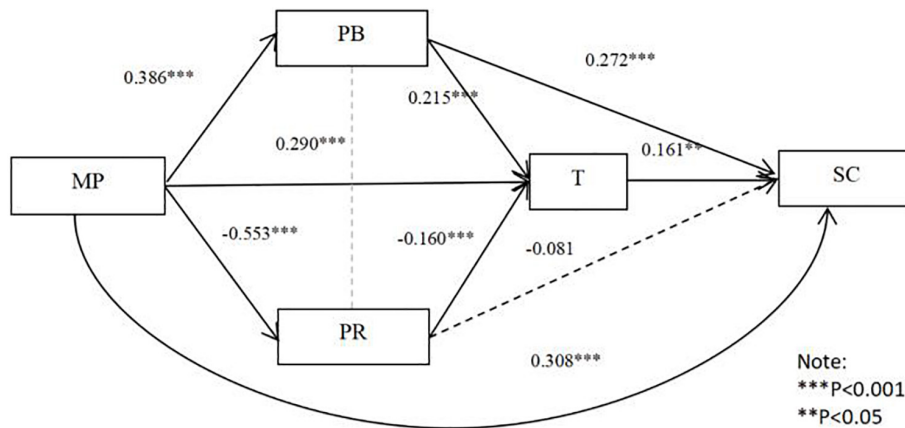 PB
0.386***
0.272***
0.215***
0.290***
0.161**
MP
T
SC
-0.553***
-0.160***
-0.081
PR
0.308***
Note:
***P<0.001
**P<0.05